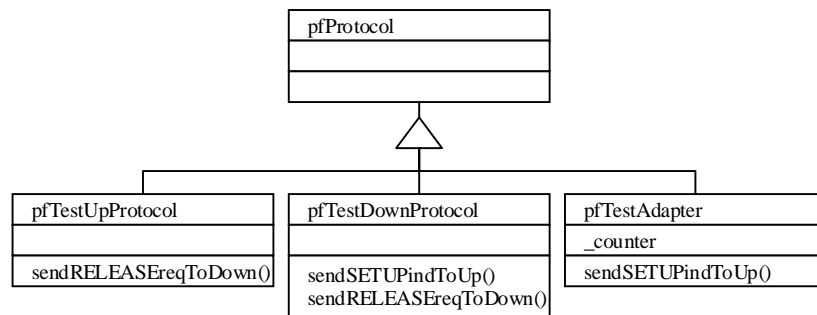 pfProtocol
pfTestUpProtocol
sendRELEASEreqToDown()
pfTestDownProtocol
sendSETUPindToUp()
sendRELEASEreqToDown()
pfTestAdapter
_counter
sendSETUPindToUp()